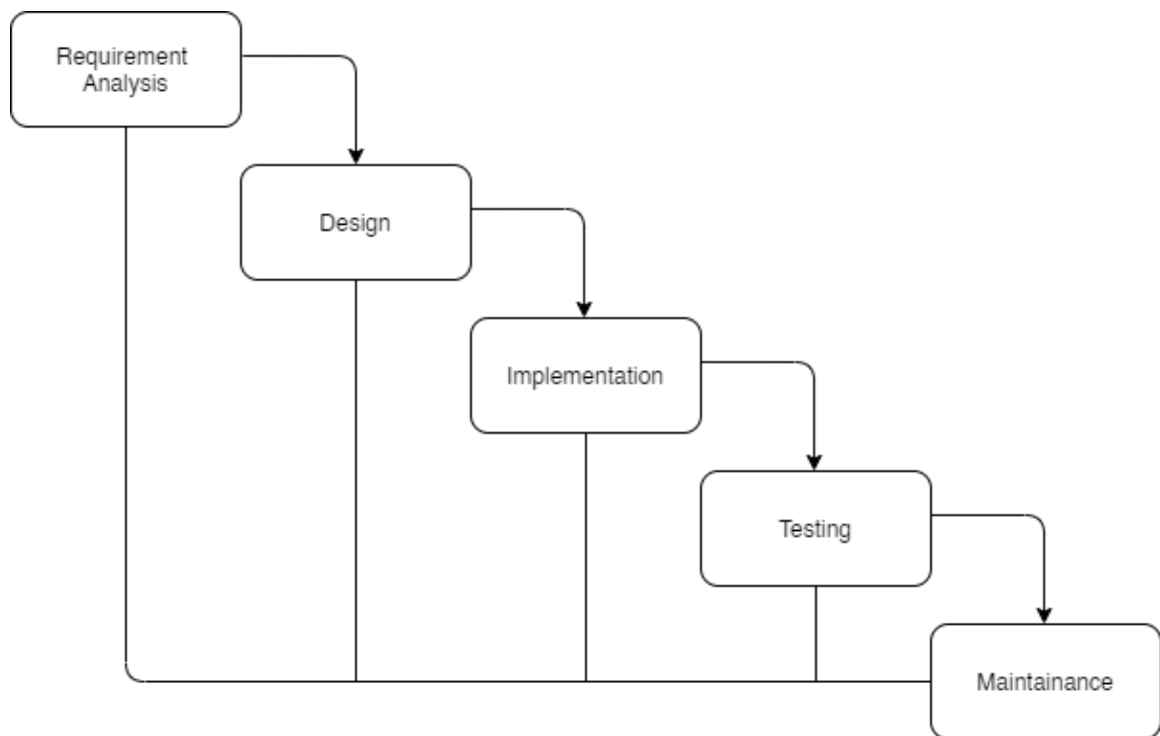 Requirement
Analysis
Design
Implementation
Testing
Maintainance